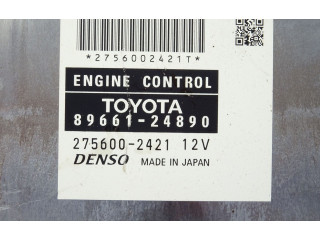 *2756002421T*
ENGINE CONTROL
TOYOTA
89661-24890
275600-2421 12V
DENSO MADE IN JAPAN